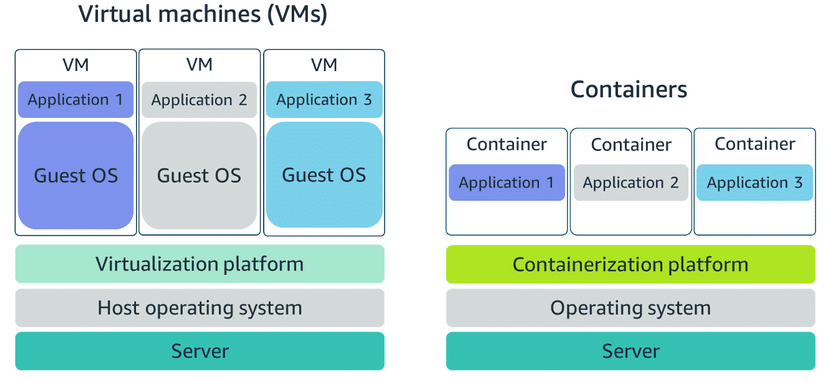 Virtual machines (VMs)
VM
VM
VM
Application 1
Application 2
Application 3
Guest OS
Guest OS
Guest OS
Virtualization platform
Host operating system
Server
Containers
Container
Container
Container
Application 1
Application 2
Application 3
Containerization platform
Operating system
Server